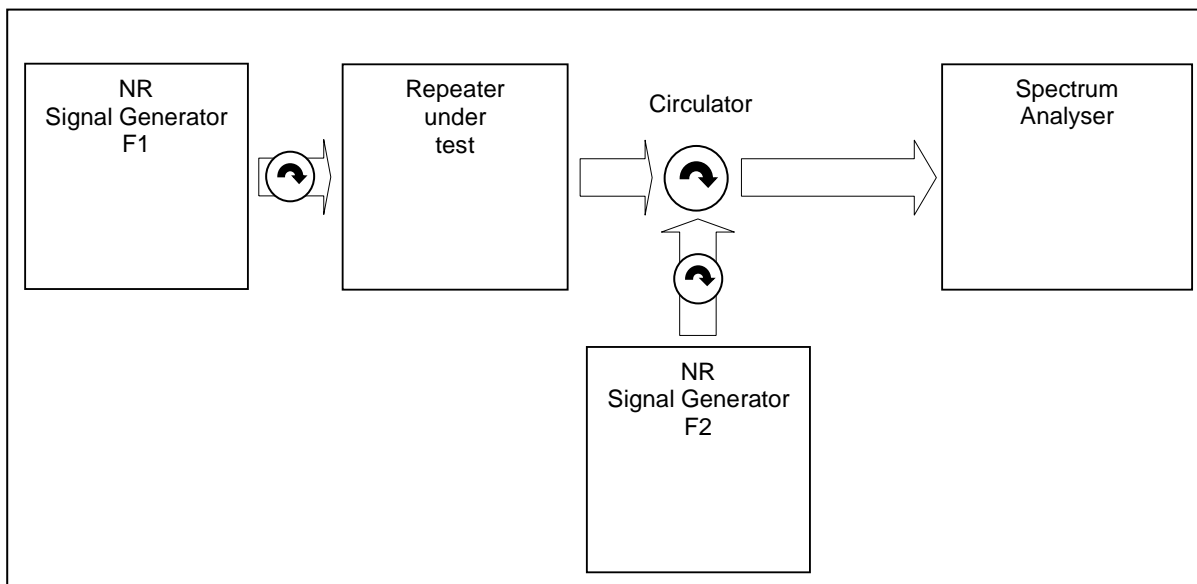 NR
Signal Generator
F1
Repeater
under
test
Circulator
Spectrum
Analyser
NR
Signal Generator
F2